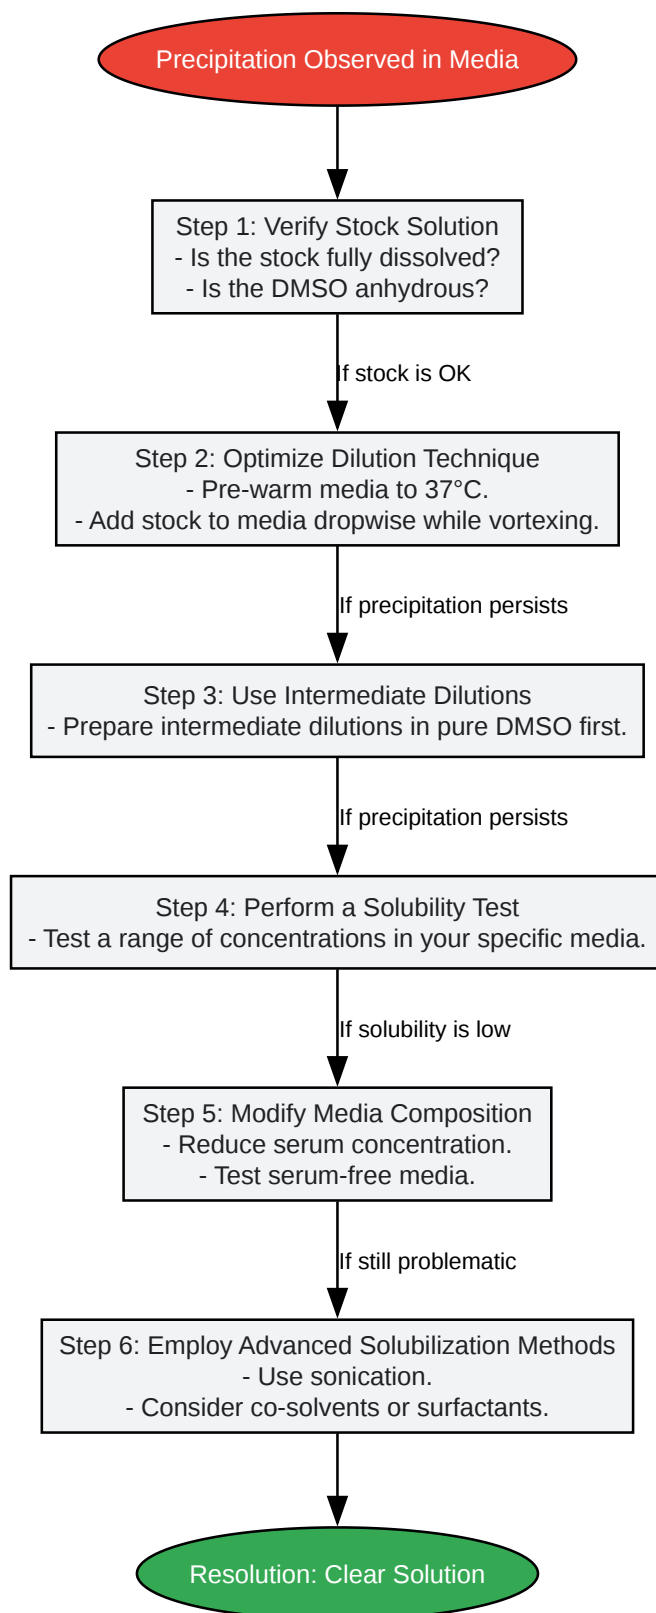 Precipitation Observed in Media
Step 1: Verify Stock Solution
- Is the stock fully dissolved?
- Is the DMSO anhydrous?
If stock is OK
Step 2: Optimize Dilution Technique
- Pre-warm media to 37°C.
- Add stock to media dropwise while vortexing.
If precipitation persists
Step 3: Use Intermediate Dilutions
- Prepare intermediate dilutions in pure DMSO first.
If precipitation persists
Step 4: Perform a Solubility Test
- Test a range of concentrations in your specific media.
If solubility is low
Step 5: Modify Media Composition
- Reduce serum concentration.
- Test serum-free media.
If still problematic
Step 6: Employ Advanced Solubilization Methods
- Use sonication.
- Consider co-solvents or surfactants.
Resolution: Clear Solution